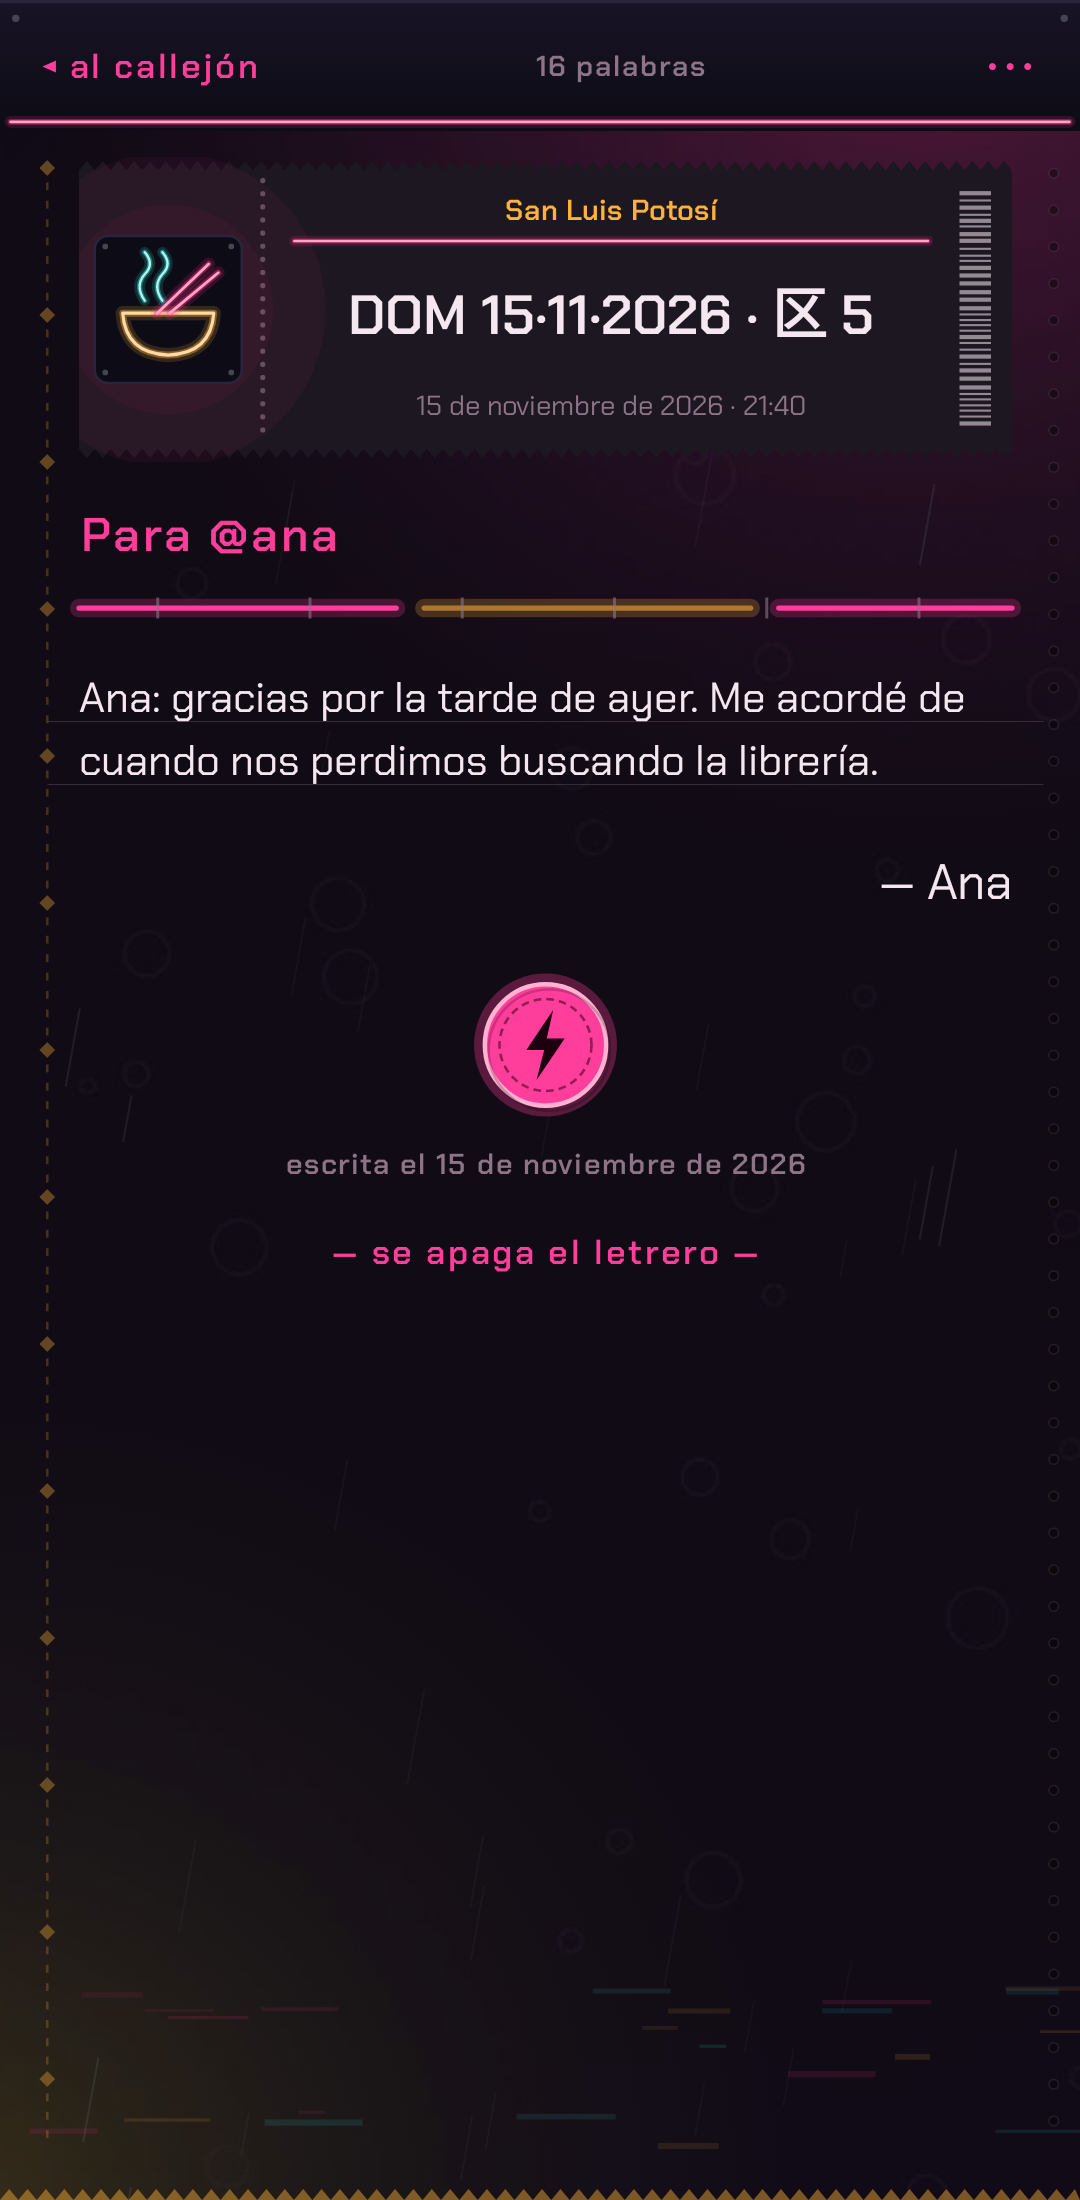 ◂ al callejón
16 palabras
San Luis Potosí
DOM 15·11·2026 · 区 5
15 de noviembre de 2026 · 21:40
Para @ana
Ana: gracias por la tarde de ayer. Me acordé de
cuando nos perdimos buscando la librería.
— Ana
escrita el 15 de noviembre de 2026
— se apaga el letrero —